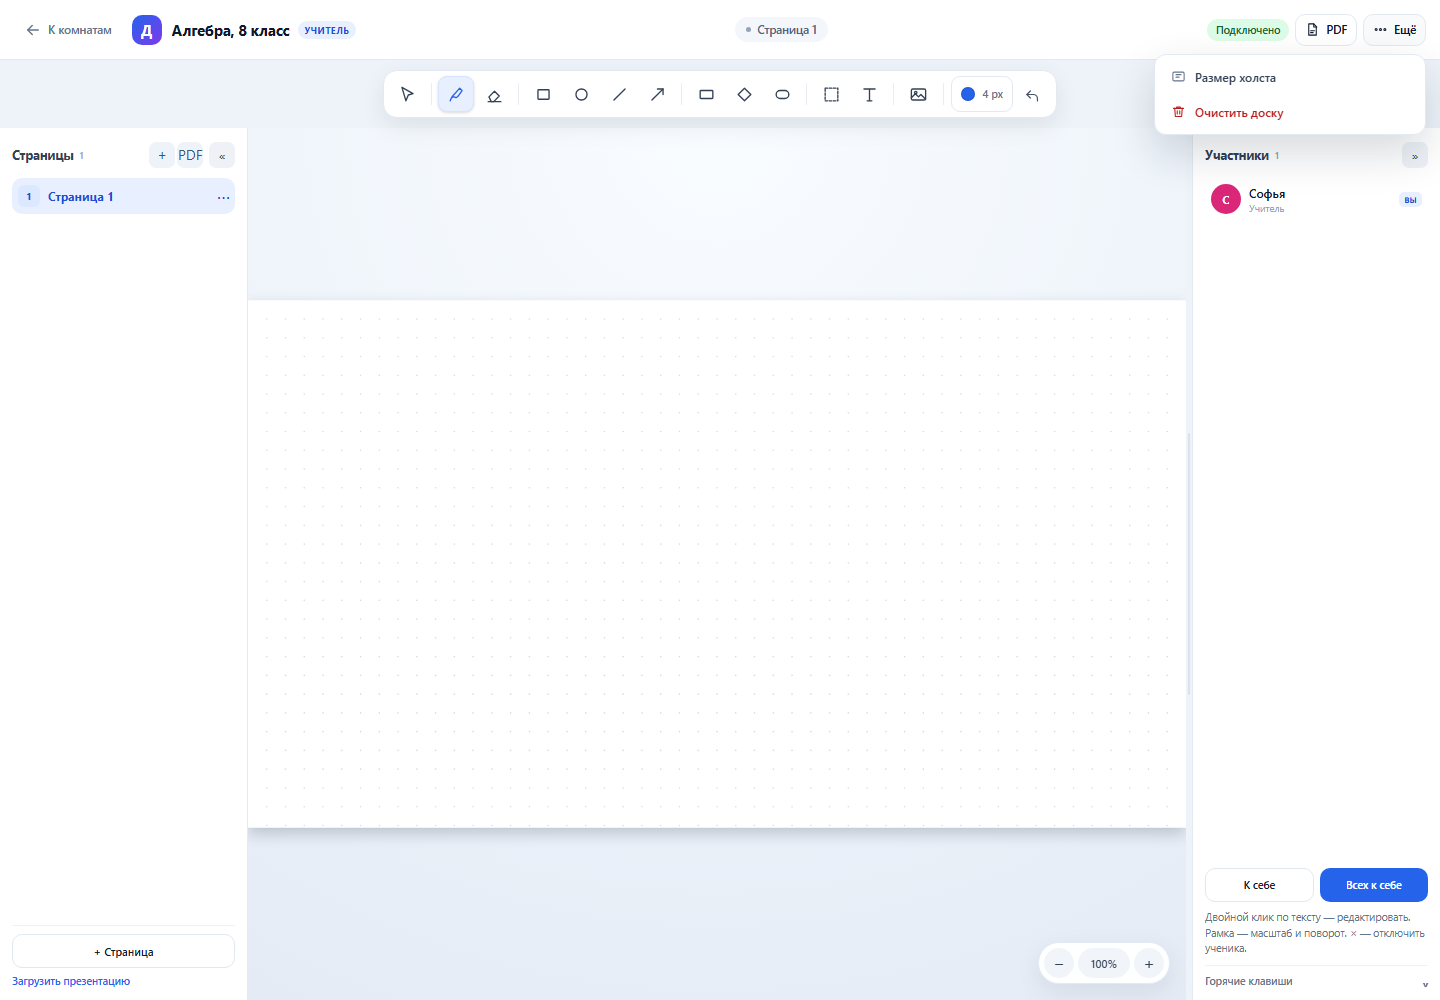 К комнатам
Д
Алгебра, 8 класс
УЧИТЕЛЬ
Страница 1
Подключено
PDF
Ещё
Размер холста
Очистить доску
4 px
Страницы 1
+
PDF
«
1
Страница 1
...
Участники 1
»
С
Софья
Учитель
ВЫ
К себе
Всех к себе
Двойной клик по тексту — редактировать.
Рамка — масштаб и поворот. × — отключить
ученика.
Горячие клавиши
+ Страница
Загрузить презентацию
−
100%
+